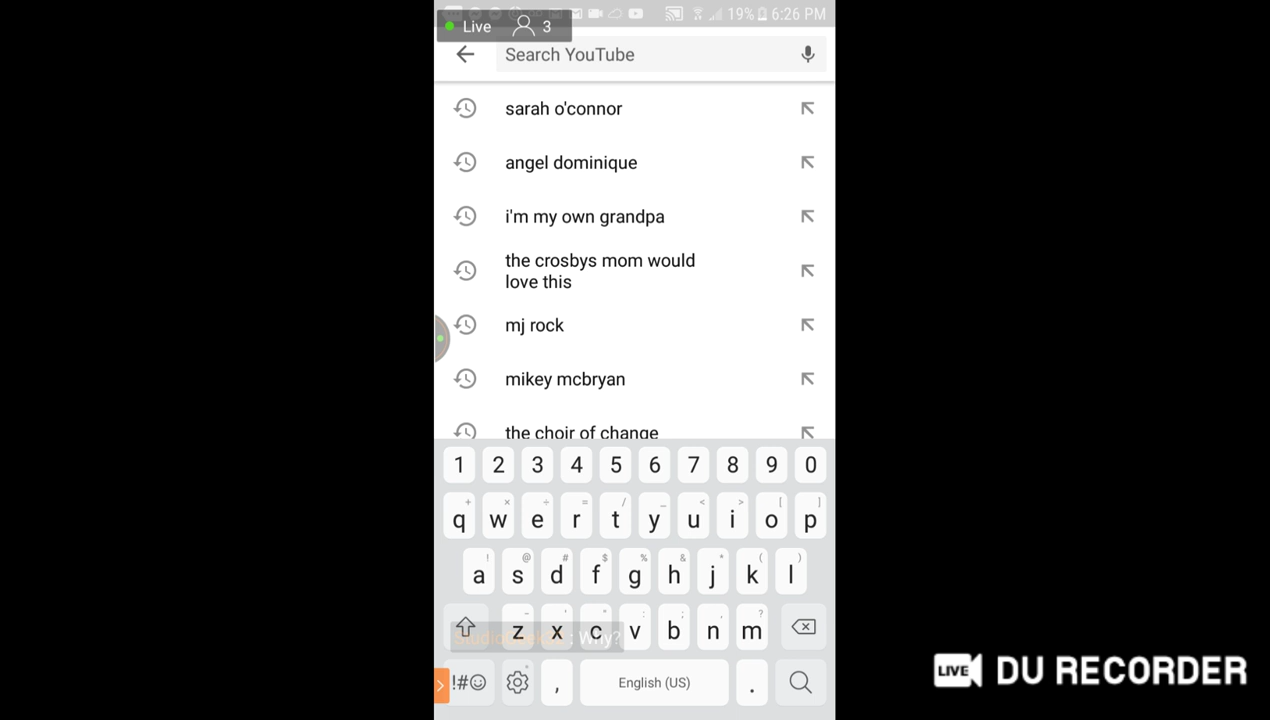 19% 6:26 PM
Live 3
Search YouTube
sarah o'connor
angel dominique
i'm my own grandpa
the crosbys mom would
love this
mj rock
mikey mcbryan
the choir of change
1 2 3 4 5 6 7 8 9 0
+ × ÷ = / _ < > [ ]
q w e r t y u i o p
! @ # $ % & * ( )
a s d f g h j k l
- ' " : ; , ?
z x c v b n m
: Why?
!#☺ , English (US) .
LIVE DU RECORDER